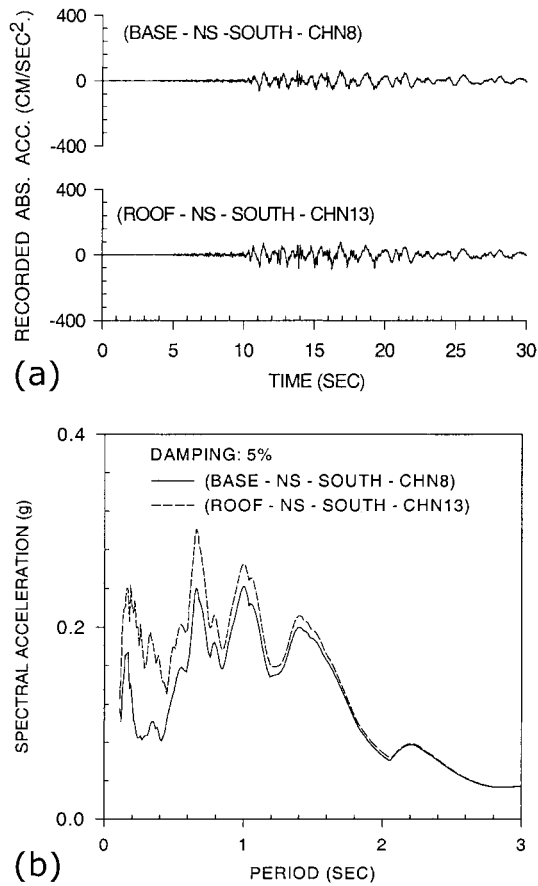 (a)
RECORDED ABS. ACC. (CM/SEC².)
400
0
-400
(BASE - NS -SOUTH - CHN8)
400
0
-400
(ROOF - NS - SOUTH - CHN13)
0 5 10 15 20 25 30
TIME (SEC)
(b)
SPECTRAL ACCELERATION (g)
0.4
0.2
0.0
DAMPING: 5%
(BASE - NS - SOUTH - CHN8)
(ROOF - NS - SOUTH - CHN13)
0 1 2 3
PERIOD (SEC)